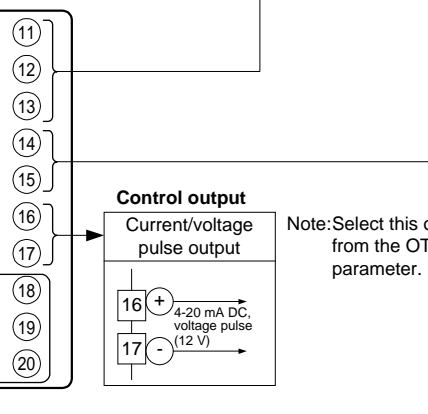 11
12
13
14
15
16
17
18
19
20
Control output
Current/voltage
pulse output
16 +
4-20 mA DC,
voltage pulse
(12 V)
17 -
Note:Select this
from the OT
parameter.